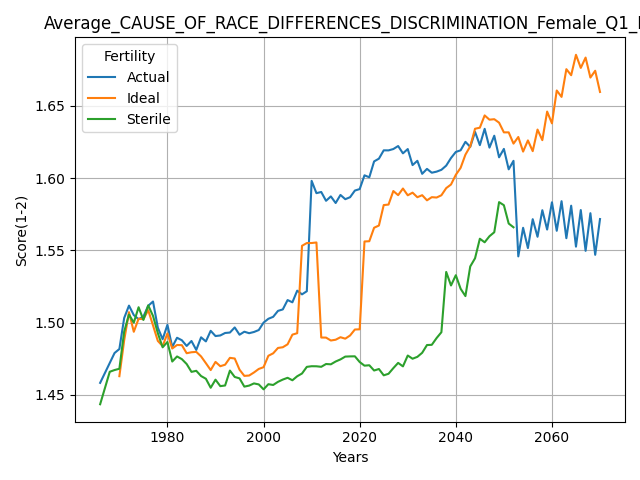 Average_CAUSE_OF_RACE_DIFFERENCES_DISCRIMINATION_Female_Q1_
Fertility
Actual
Ideal
Sterile
Score(1-2)
1.65
1.60
1.55
1.50
1.45
1980 2000 2020 2040 2060
Years